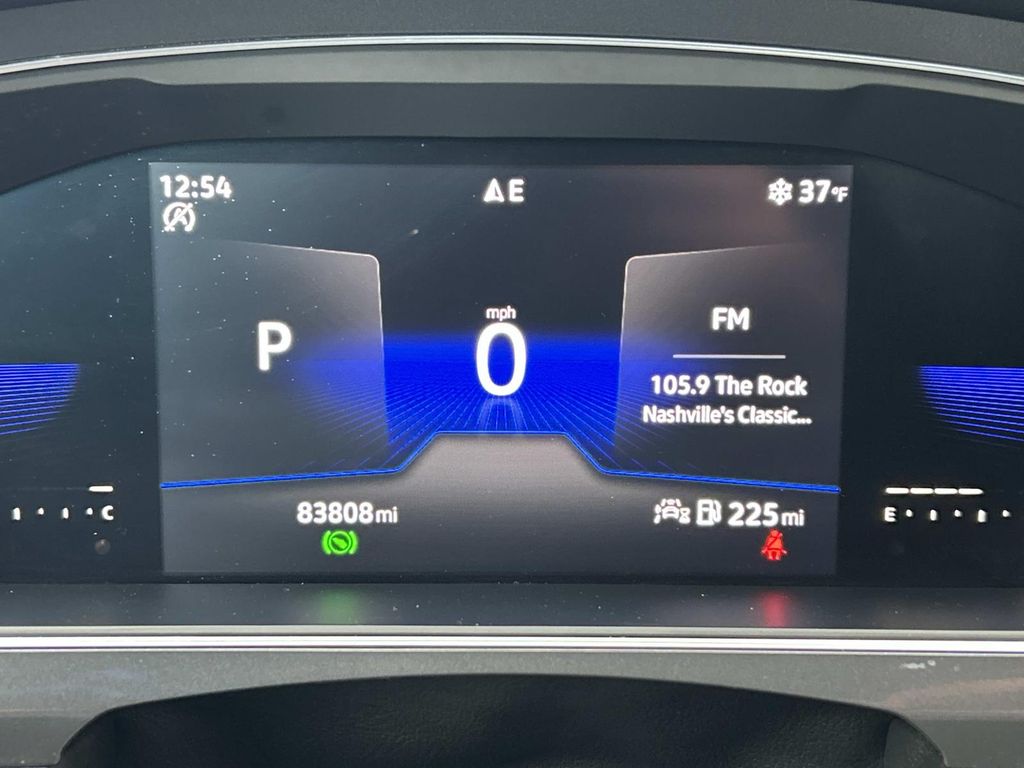 12:54
E
37°F
mph
P
0
FM
105.9 The Rock
Nashville's Classic...
C
83808mi
225mi
E